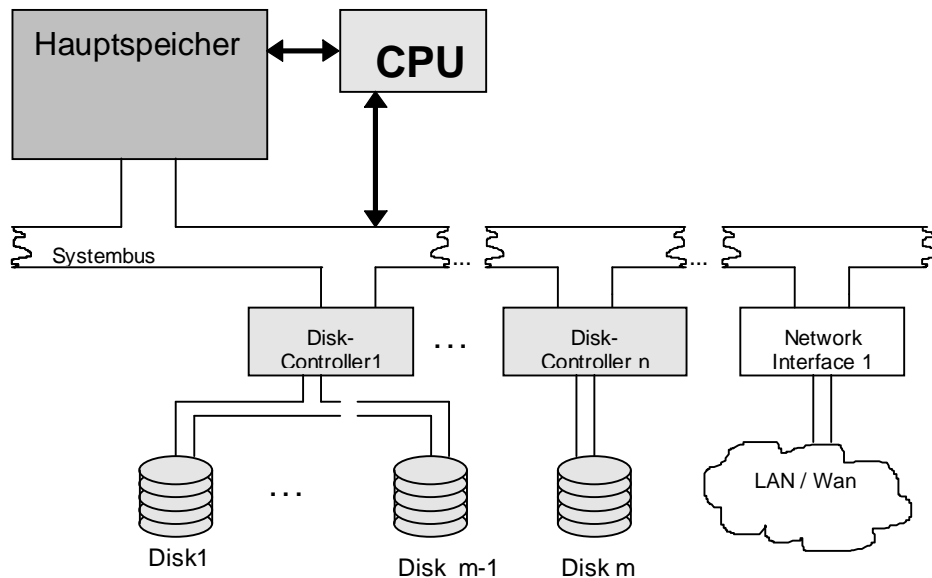 Hauptspeicher
CPU
Systembus
...
...
Disk-
Controller1
...
Disk-
Controller n
Network
Interface 1
...
LAN / Wan
Disk1
Disk m-1
Disk m